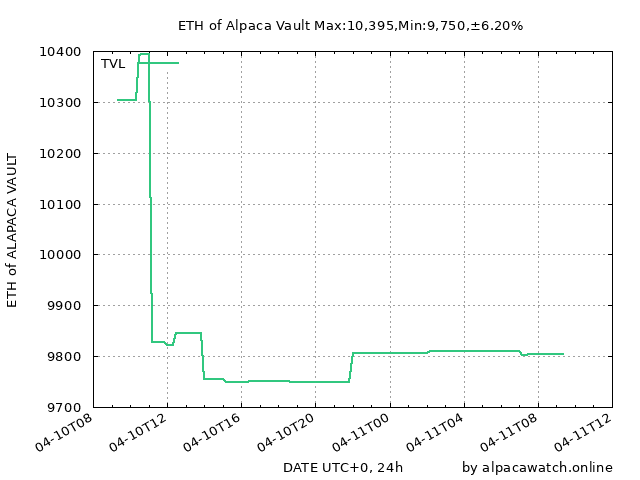 ETH of Alpaca Vault Max:10,395,Min:9,750,±6.20%
TVL
10400
10300
10200
10100
10000
9900
9800
9700
ETH of ALAPACA VAULT
04-10T08
04-10T12
04-10T16
04-10T20
04-11T00
04-11T04
04-11T08
04-11T12
DATE UTC+0, 24h
by alpacawatch.online